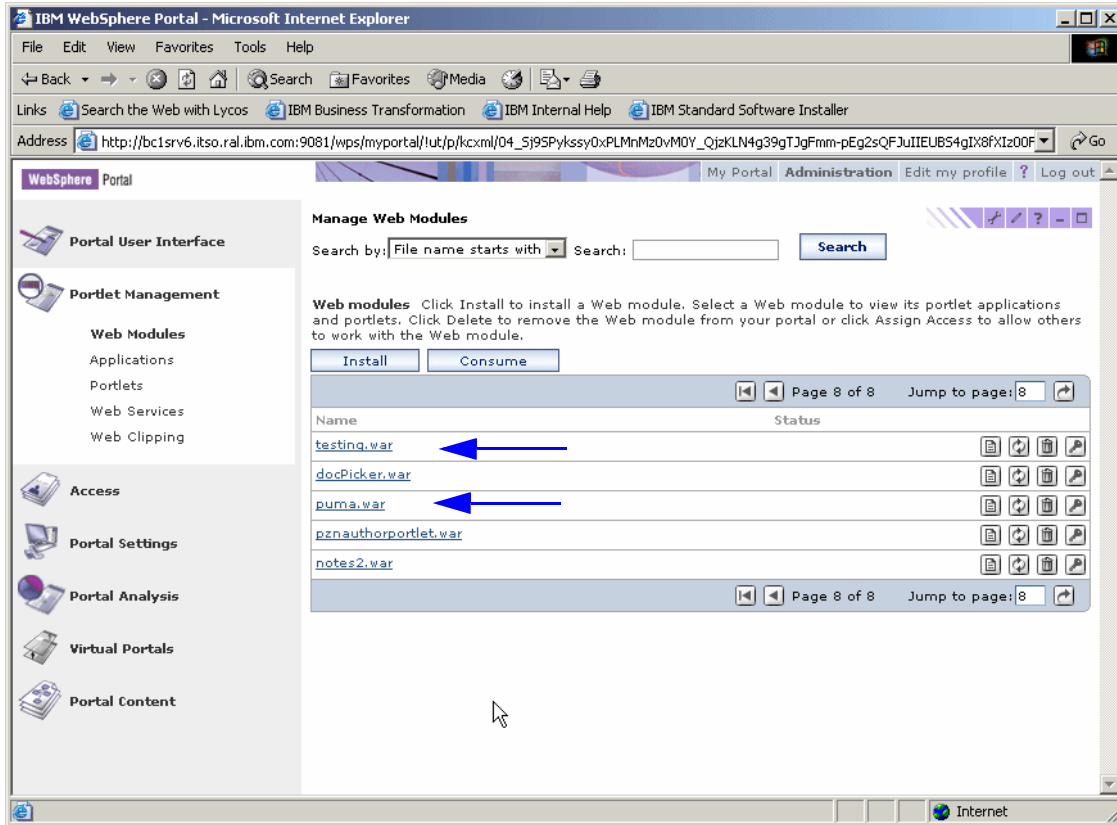 IBM WebSphere Portal - Microsoft Internet Explorer
File Edit View Favorites Tools Help
Back Search Favorites Media
Links Search the Web with Lycos IBM Business Transformation IBM Internal Help IBM Standard Software Installer
Address http://bc1srv6.itso.ral.ibm.com:9081/wps/myportal/!ut/p/kcxml/04_Sj9SPykssy0xPLMnMz0vM0Y_QjzKLN4g39gTJgFmm-pEg2sQFJuIIEUBS4gIX8fXIz00F Go
WebSphere Portal
My Portal Administration Edit my profile ? Log out
Portal User Interface
Portlet Management
Web Modules
Applications
Portlets
Web Services
Web Clipping
Access
Portal Settings
Portal Analysis
Virtual Portals
Portal Content
Manage Web Modules
Search by: File name starts with Search: Search
Web modules Click Install to install a Web module. Select a Web module to view its portlet applications
and portlets. Click Delete to remove the Web module from your portal or click Assign Access to allow others
to work with the Web module.
Install Consume
Page 8 of 8 Jump to page: 8
Name Status
testing.war
docPicker.war
puma.war
pznauthorportlet.war
notes2.war
Page 8 of 8 Jump to page: 8
Internet